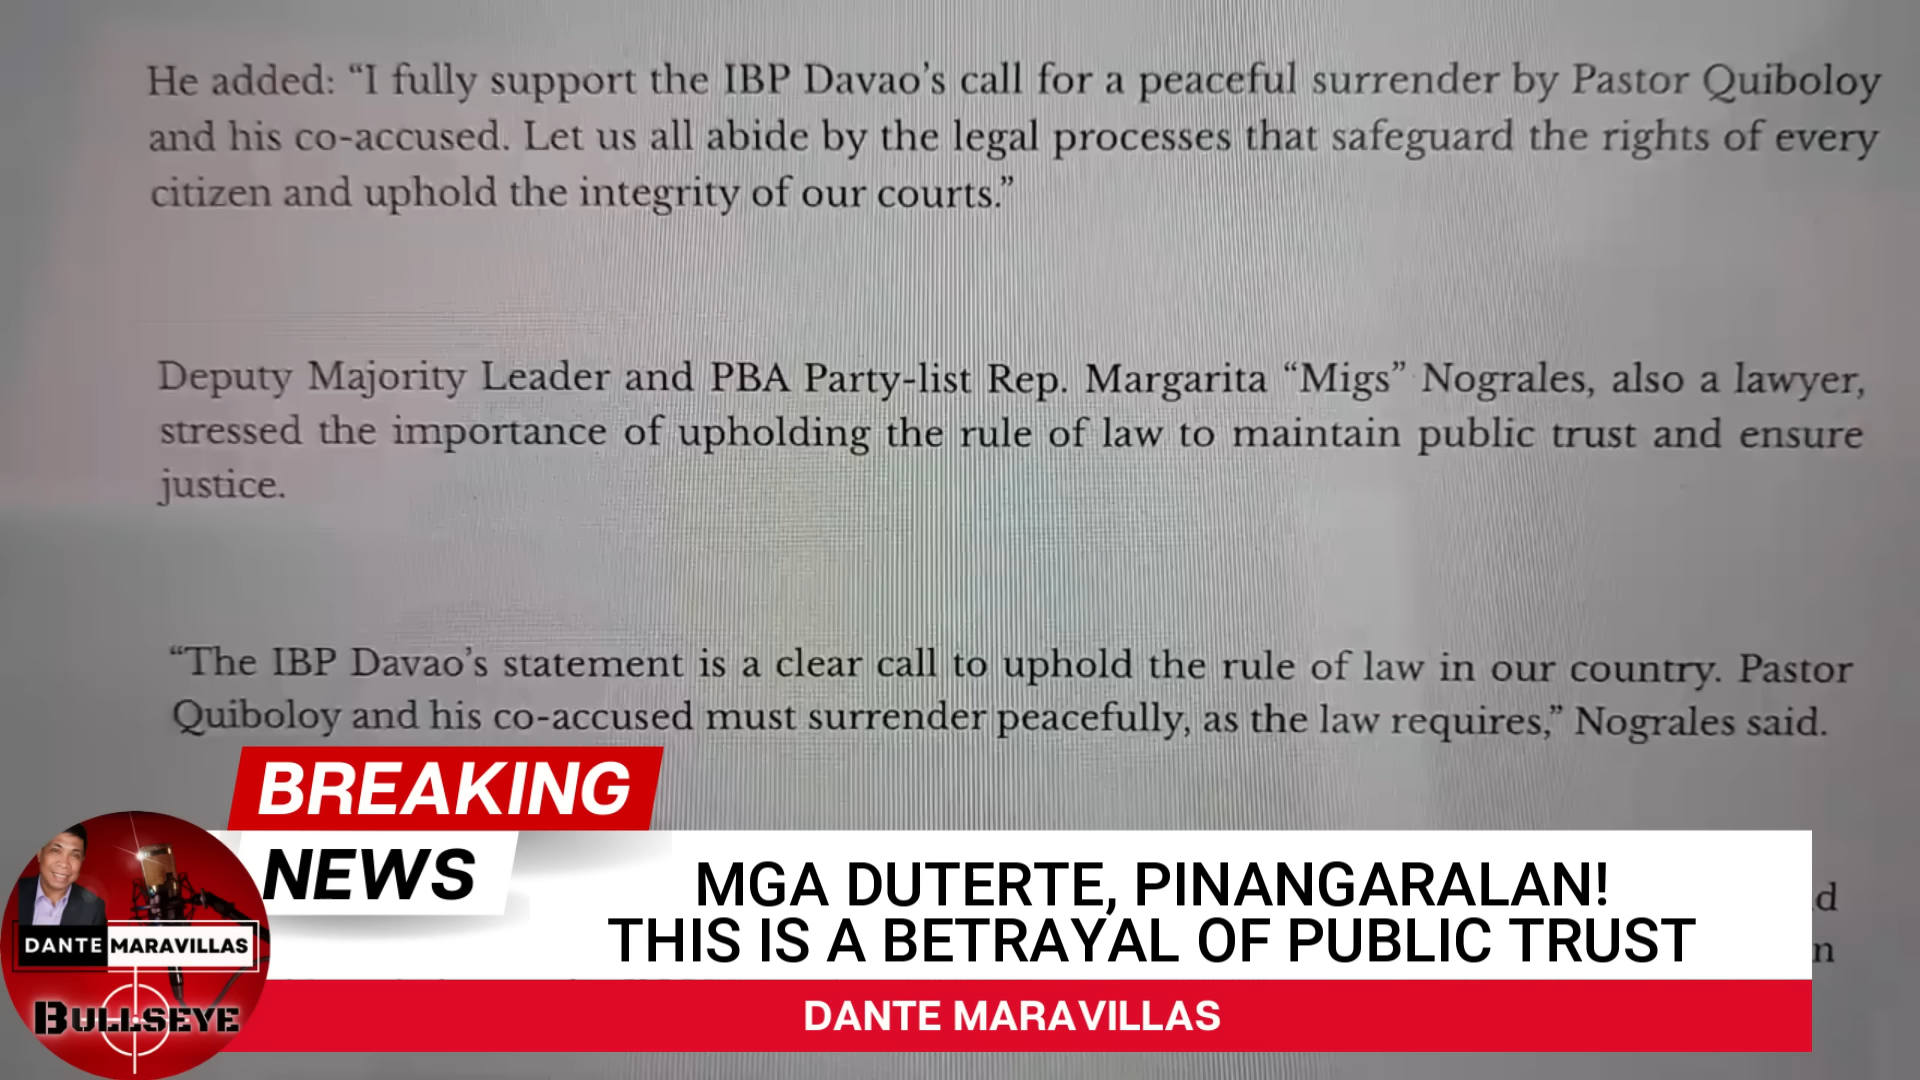 He added: “I fully support the IBP Davao’s call for a peaceful surrender by Pastor Quiboloy
and his co-accused. Let us all abide by the legal processes that safeguard the rights of every
citizen and uphold the integrity of our courts.”
Deputy Majority Leader and PBA Party-list Rep. Margarita “Migs” Nograles, also a lawyer,
stressed the importance of upholding the rule of law to maintain public trust and ensure
justice.
“The IBP Davao’s statement is a clear call to uphold the rule of law in our country. Pastor
Quiboloy and his co-accused must surrender peacefully, as the law requires,” Nograles said.
BREAKING
NEWS
MGA DUTERTE, PINANGARALAN!
THIS IS A BETRAYAL OF PUBLIC TRUST
DANTE MARAVILLAS
DANTE MARAVILLAS
BULLSEYE